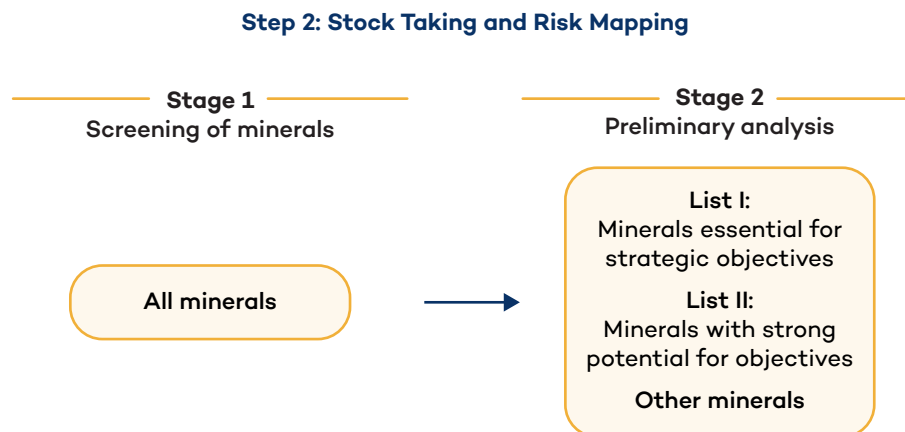 Step 2: Stock Taking and Risk Mapping
Stage 1
Screening of minerals
All minerals
Stage 2
Preliminary analysis
List I:
Minerals essential for
strategic objectives
List II:
Minerals with strong
potential for objectives
Other minerals